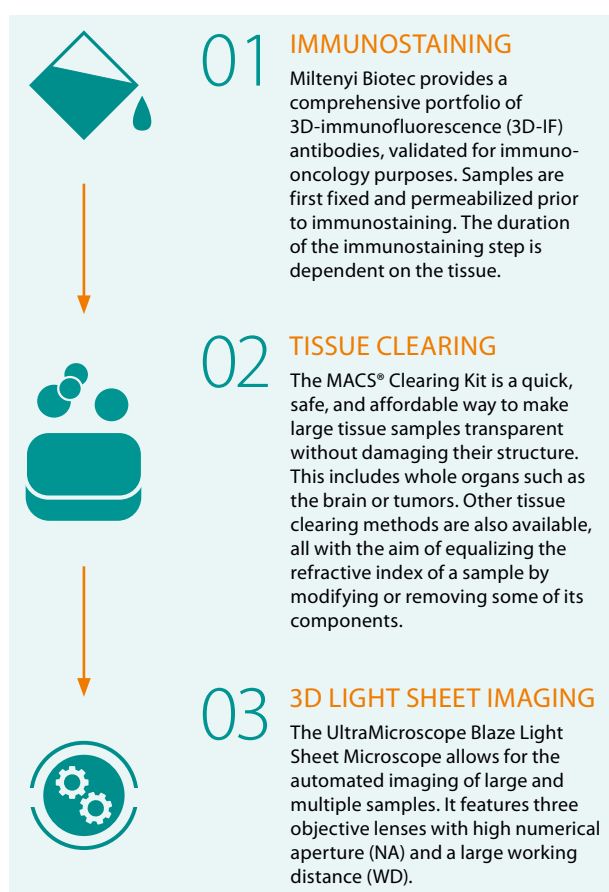 01
IMMUNOSTAINING
Miltenyi Biotec provides a
comprehensive portfolio of
3D-immunofluorescence (3D-IF)
antibodies, validated for immuno-
oncology purposes. Samples are
first fixed and permeabilized prior
to immunostaining. The duration
of the immunostaining step is
dependent on the tissue.
02
TISSUE CLEARING
The MACS® Clearing Kit is a quick,
safe, and affordable way to make
large tissue samples transparent
without damaging their structure.
This includes whole organs such as
the brain or tumors. Other tissue
clearing methods are also available,
all with the aim of equalizing the
refractive index of a sample by
modifying or removing some of its
components.
03
3D LIGHT SHEET IMAGING
The UltraMicroscope Blaze Light
Sheet Microscope allows for the
automated imaging of large and
multiple samples. It features three
objective lenses with high numerical
aperture (NA) and a large working
distance (WD).